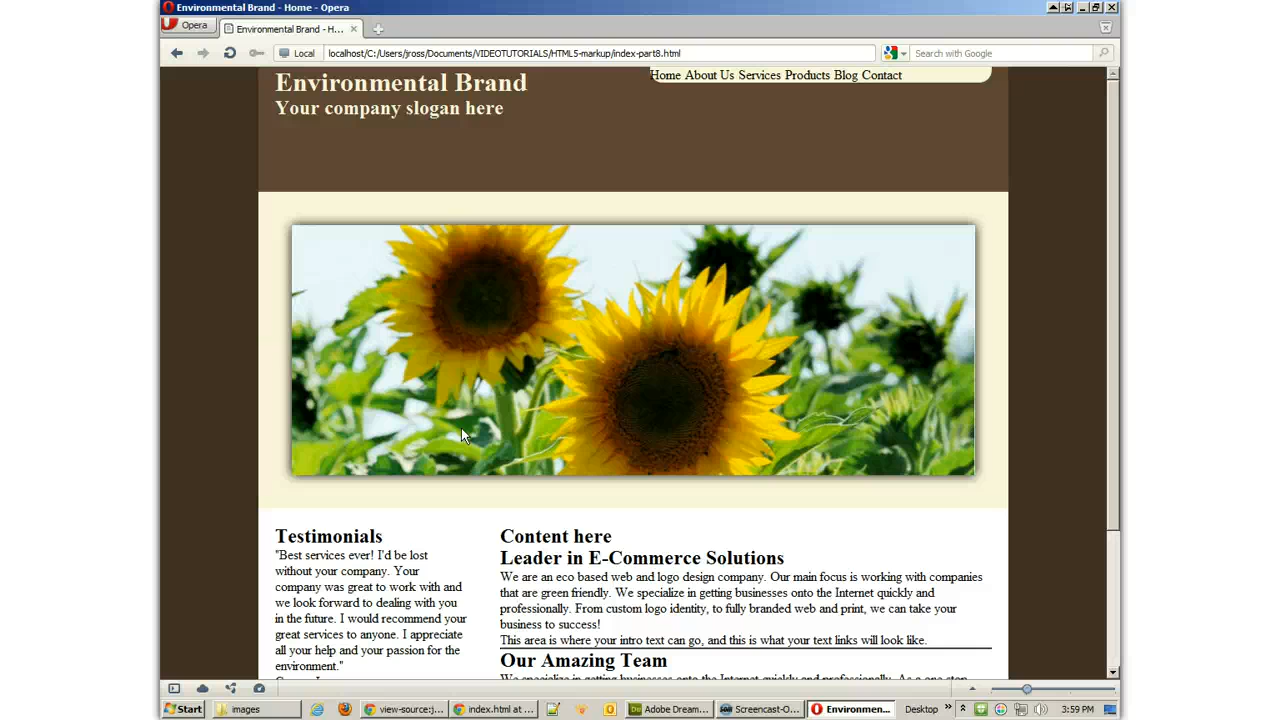 Environmental Brand - Home - Opera
Opera
Environmental Brand - H...
Local
localhost/C:/Users/jross/Documents/VIDEOTUTORIALS/HTML5-markup/index-part8.html
Search with Google
Environmental Brand
Your company slogan here
Home About Us Services Products Blog Contact
Testimonials
"Best services ever! I'd be lost
without your company. Your
company was great to work with and
we look forward to dealing with you
in the future. I would recommend your
great services to anyone. I appreciate
all your help and your passion for the
environment."
Content here
Leader in E-Commerce Solutions
We are an eco based web and logo design company. Our main focus is working with companies
that are green friendly. We specialize in getting businesses onto the Internet quickly and
professionally. From custom logo identity, to fully branded web and print, we can take your
business to success!
This area is where your intro text can go, and this is what your text links will look like.
Our Amazing Team
We specialize in getting businesses onto the Internet quickly and professionally. As a one stop
Start
images
view-source:j...
index.html at ...
Adobe Dream...
Screencast-O...
Environmen...
Desktop
3:59 PM